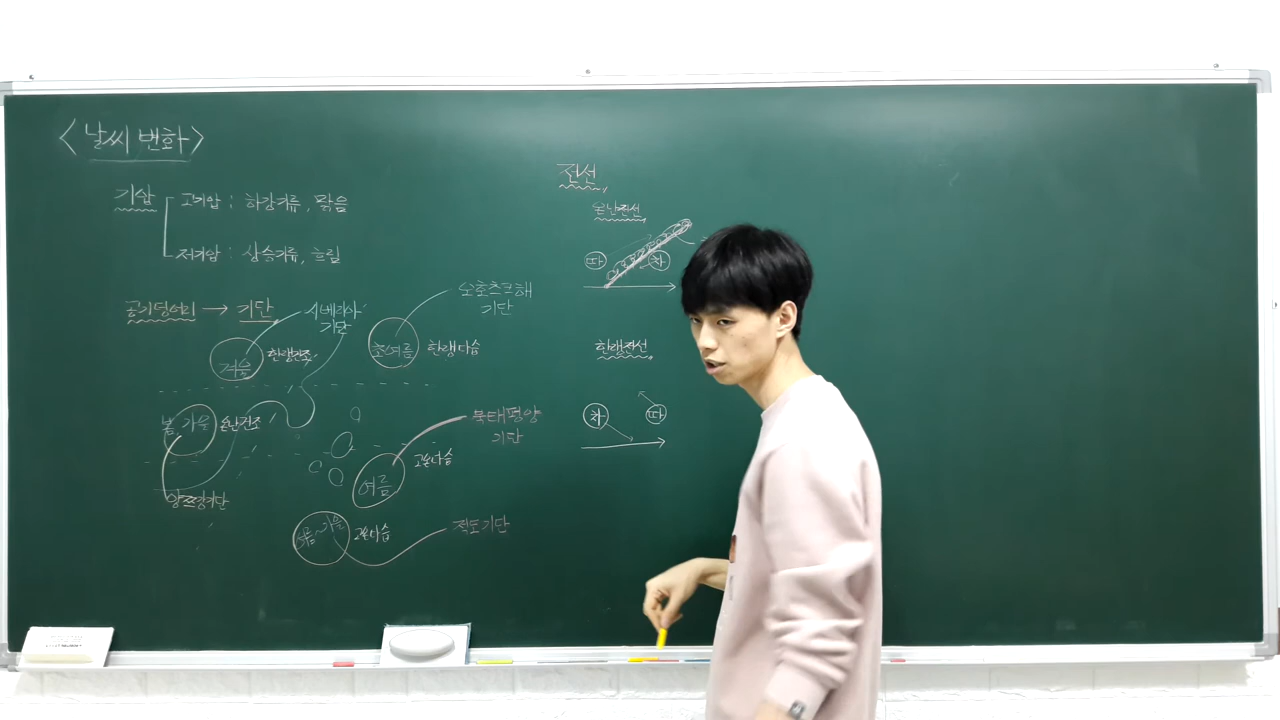 <날씨 변화>
기압
고기압 : 하강기류, 맑음
저기압 : 상승기류, 흐림
공기덩어리 → 기단
시베리아
기단
겨울
한랭건조
오호츠크해
기단
초여름
한랭다습
봄 가을
온난건조
양쯔강기단
북태평양
기단
여름
고온다습
여름~가을
고온다습
적도기단
전선
온난전선
따
차
한랭전선
차
따